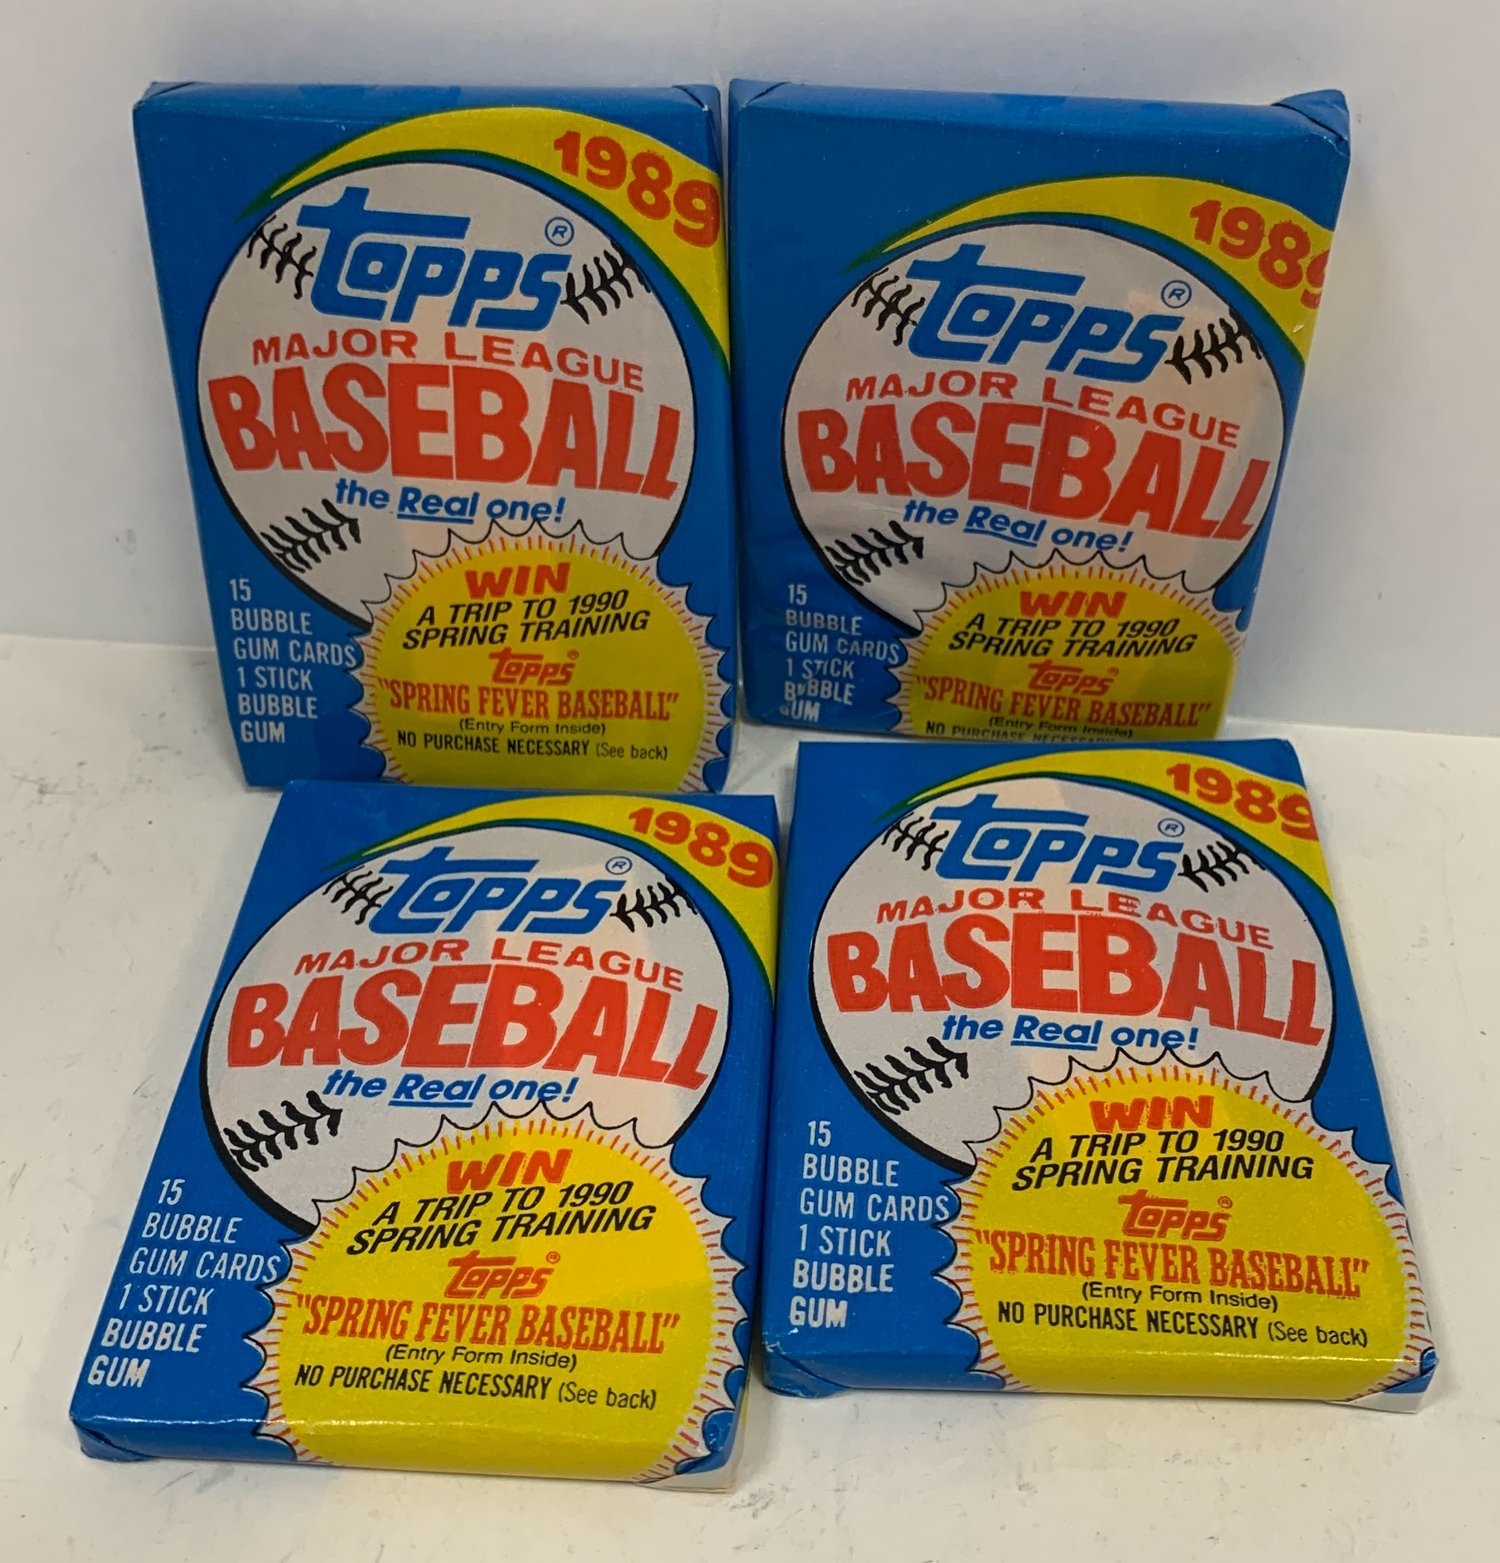 1989
Topps®
MAJOR LEAGUE
BASEBALL
the Real one!
15
BUBBLE
GUM CARDS
1 STICK
BUBBLE
GUM
WIN
A TRIP TO 1990
SPRING TRAINING
Topps®
"SPRING FEVER BASEBALL"
(Entry Form Inside)
NO PURCHASE NECESSARY (See back)
1989
Topps®
MAJOR LEAGUE
BASEBALL
the Real one!
15
BUBBLE
GUM CARDS
1 STICK
BUBBLE
GUM
WIN
A TRIP TO 1990
SPRING TRAINING
Topps®
"SPRING FEVER BASEBALL"
(Entry Form Inside)
NO PURCHASE NECESSARY
1989
Topps®
MAJOR LEAGUE
BASEBALL
the Real one!
15
BUBBLE
GUM CARDS
1 STICK
BUBBLE
GUM
WIN
A TRIP TO 1990
SPRING TRAINING
Topps®
"SPRING FEVER BASEBALL"
(Entry Form Inside)
NO PURCHASE NECESSARY (See back)
1989
Topps®
MAJOR LEAGUE
BASEBALL
the Real one!
15
BUBBLE
GUM CARDS
1 STICK
BUBBLE
GUM
WIN
A TRIP TO 1990
SPRING TRAINING
Topps®
"SPRING FEVER BASEBALL"
(Entry Form Inside)
NO PURCHASE NECESSARY (See back)